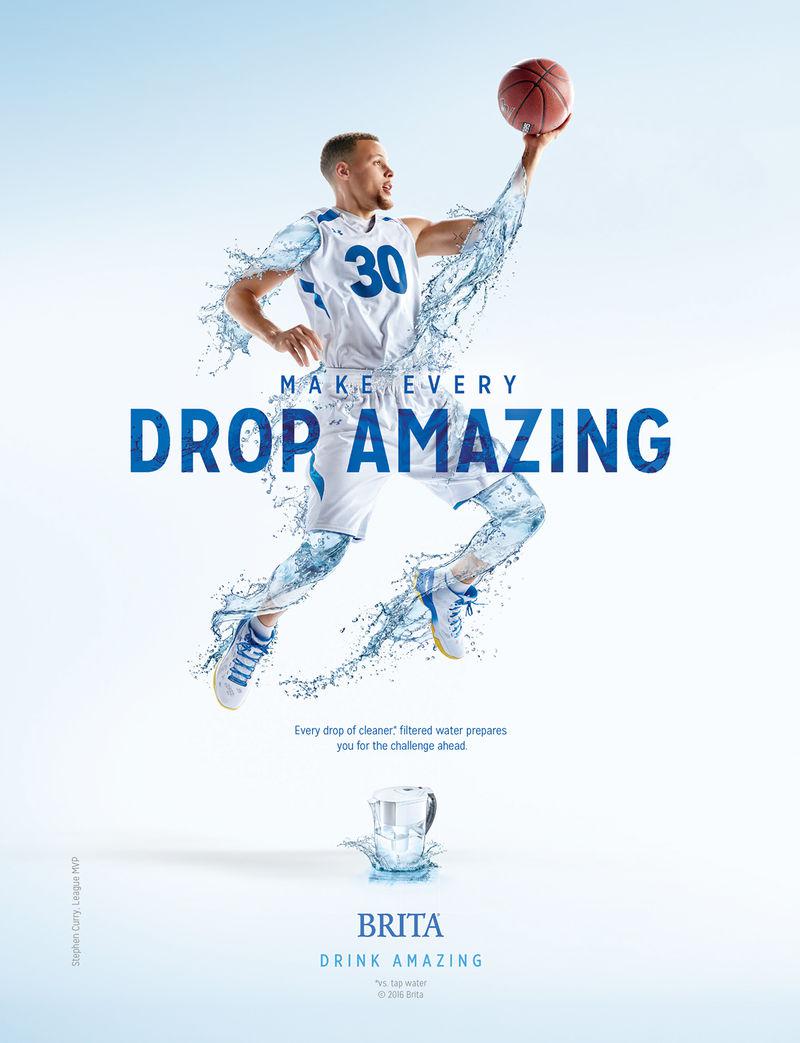 30
MAKE EVERY
DROP AMAZING
Every drop of cleaner,* filtered water prepares
you for the challenge ahead.
BRITA
DRINK AMAZING
*vs. tap water
© 2016 Brita
Stephen Curry, League MVP